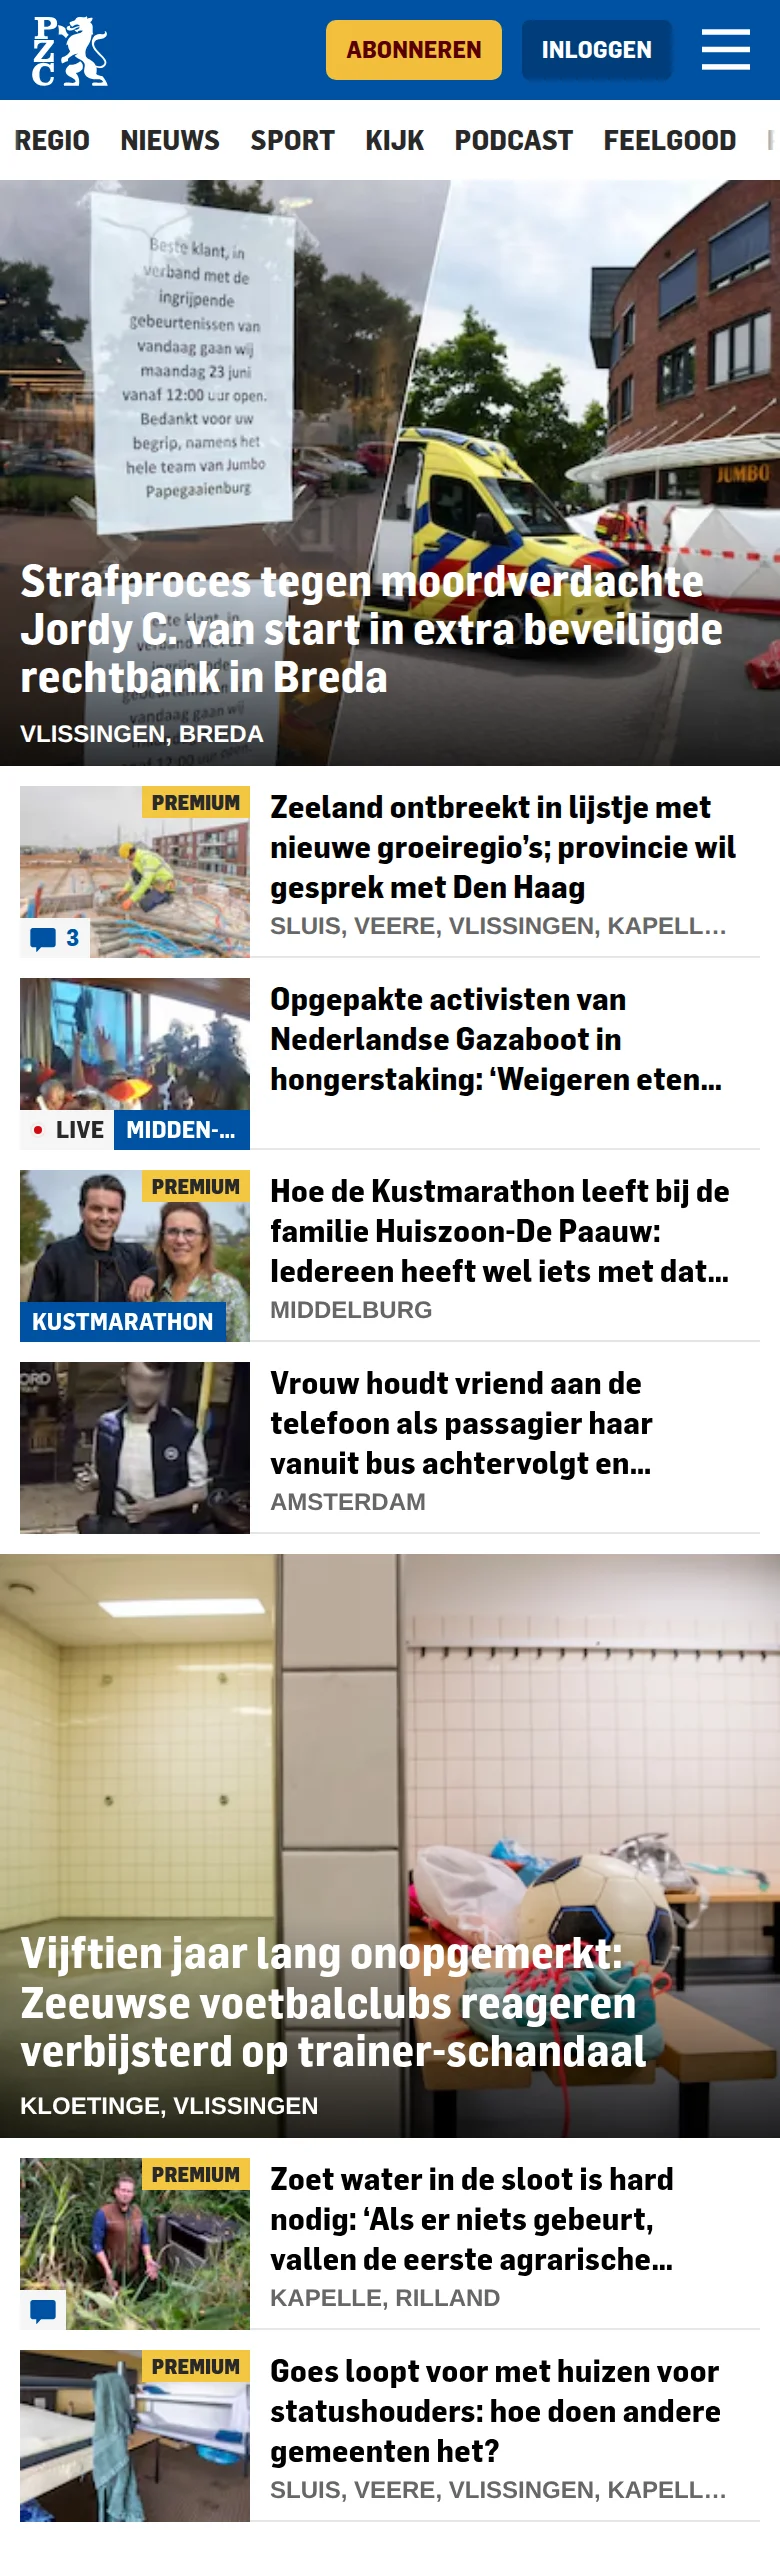 PZC
ABONNEREN
INLOGGEN
REGIO NIEUWS SPORT KIJK PODCAST FEELGOOD
Beste klant, in
verband met de
ingrijpende
gebeurtenissen van
vandaag gaan wij
maandag 23 juni
vanaf 12:00 uur open.
Bedankt voor uw
begrip, namens het
hele team van Jumbo
Papegaaienburg
JUMBO
Strafproces tegen moordverdachte
Jordy C. van start in extra beveiligde
rechtbank in Breda
VLISSINGEN, BREDA
PREMIUM
3
Zeeland ontbreekt in lijstje met
nieuwe groeiregio’s; provincie wil
gesprek met Den Haag
SLUIS, VEERE, VLISSINGEN, KAPELL…
LIVE MIDDEN-...
Opgepakte activisten van
Nederlandse Gazaboot in
hongerstaking: ‘Weigeren eten...
PREMIUM
KUSTMARATHON
Hoe de Kustmarathon leeft bij de
familie Huiszoon-De Paauw:
Iedereen heeft wel iets met dat...
MIDDELBURG
Vrouw houdt vriend aan de
telefoon als passagier haar
vanuit bus achtervolgt en...
AMSTERDAM
Vijftien jaar lang onopgemerkt:
Zeeuwse voetbalclubs reageren
verbijsterd op trainer-schandaal
KLOETINGE, VLISSINGEN
PREMIUM
Zoet water in de sloot is hard
nodig: ‘Als er niets gebeurt,
vallen de eerste agrarische...
KAPELLE, RILLAND
PREMIUM
Goes loopt voor met huizen voor
statushouders: hoe doen andere
gemeenten het?
SLUIS, VEERE, VLISSINGEN, KAPELL…